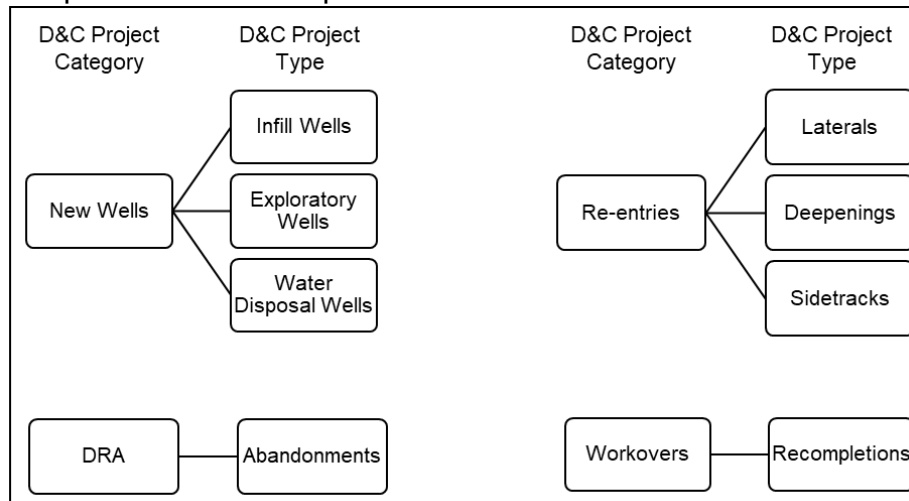 D&C Project
Category
D&C Project
Type
New Wells
Infill Wells
Exploratory
Wells
Water
Disposal Wells
D&C Project
Category
D&C Project
Type
Re-entries
Laterals
Deepenings
Sidetracks
DRA
Abandonments
Workovers
Recompletions